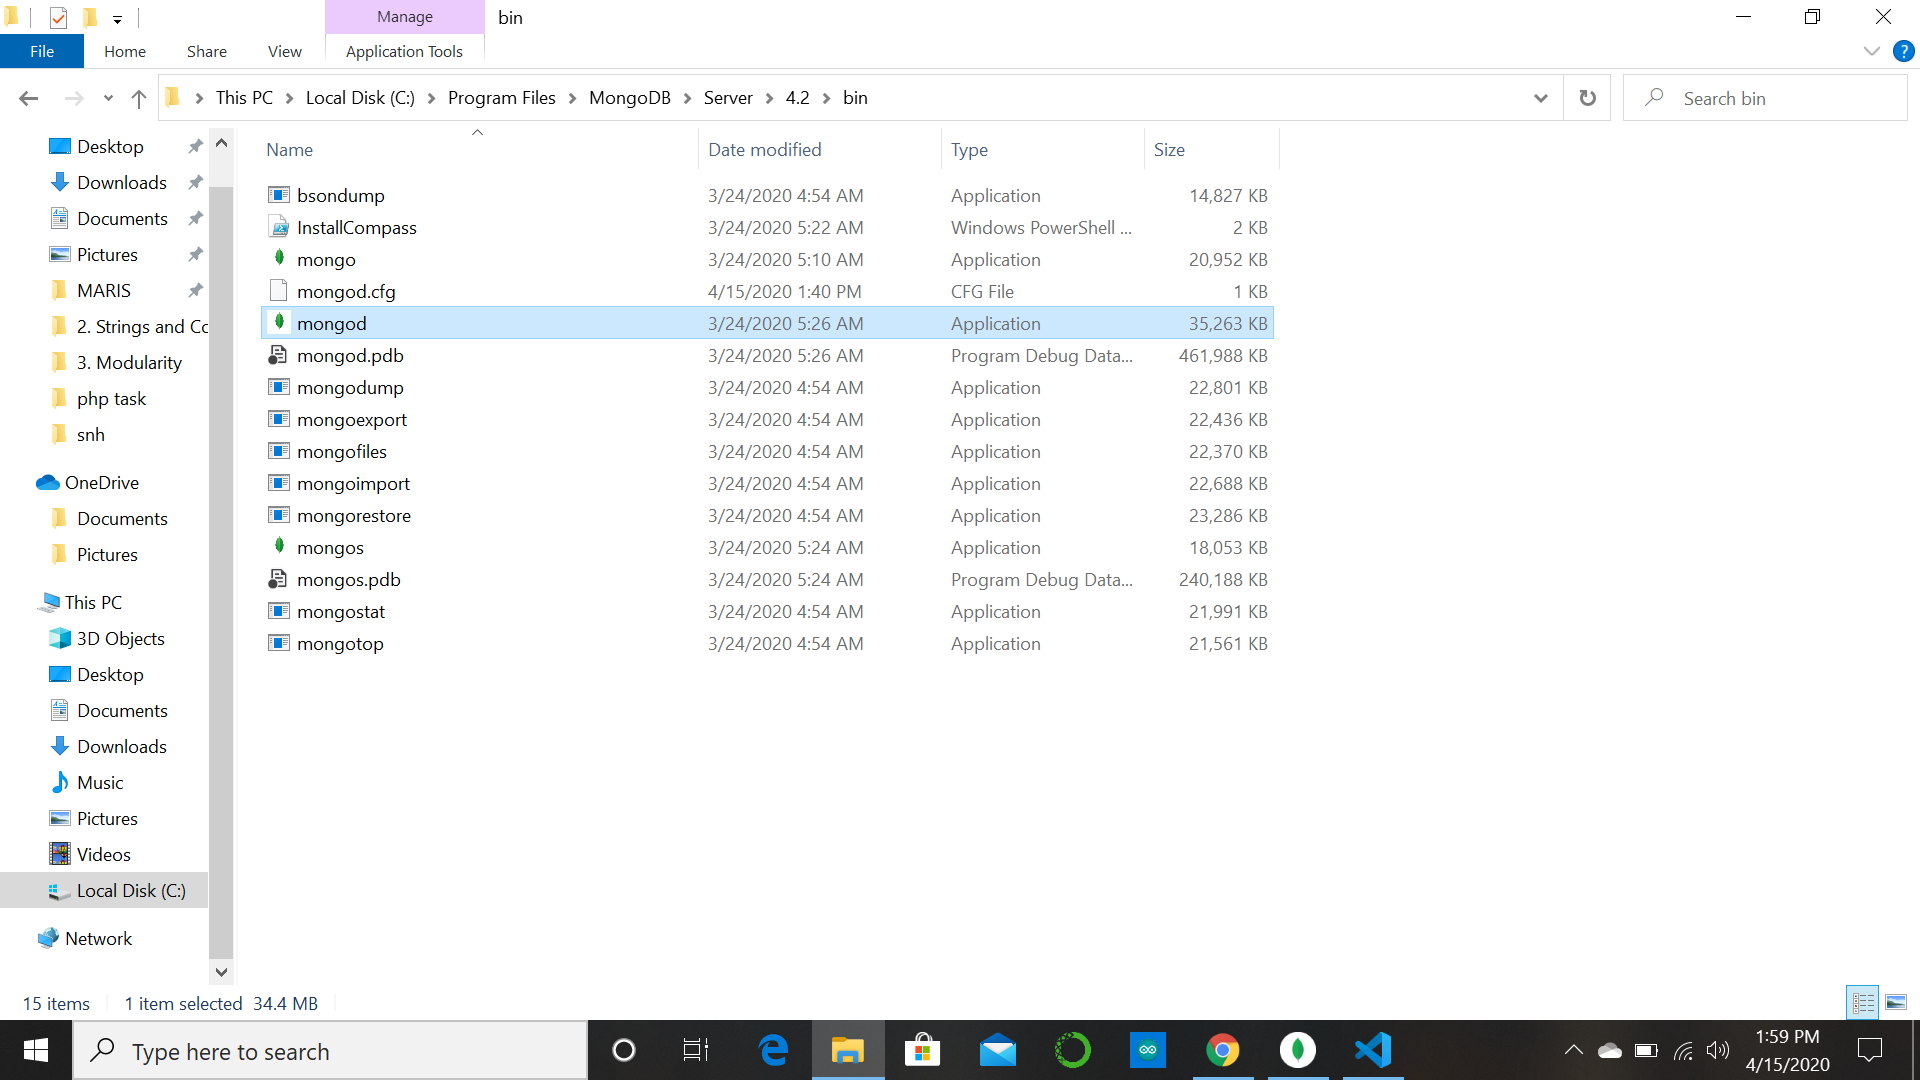 Manage
bin
File
Home
Share
View
Application Tools
?
This PC
Local Disk (C:)
Program Files
MongoDB
Server
4.2
bin
Search bin
Desktop
Downloads
Documents
Pictures
MARIS
2. Strings and Co
3. Modularity
php task
snh
OneDrive
Documents
Pictures
This PC
3D Objects
Desktop
Documents
Downloads
Music
Pictures
Videos
Local Disk (C:)
Network
Name Date modified Type Size
bsondump 3/24/2020 4:54 AM Application 14,827 KB
InstallCompass 3/24/2020 5:22 AM Windows PowerShell ... 2 KB
mongo 3/24/2020 5:10 AM Application 20,952 KB
mongod.cfg 4/15/2020 1:40 PM CFG File 1 KB
mongod 3/24/2020 5:26 AM Application 35,263 KB
mongod.pdb 3/24/2020 5:26 AM Program Debug Data... 461,988 KB
mongodump 3/24/2020 4:54 AM Application 22,801 KB
mongoexport 3/24/2020 4:54 AM Application 22,436 KB
mongofiles 3/24/2020 4:54 AM Application 22,370 KB
mongoimport 3/24/2020 4:54 AM Application 22,688 KB
mongorestore 3/24/2020 4:54 AM Application 23,286 KB
mongos 3/24/2020 5:24 AM Application 18,053 KB
mongos.pdb 3/24/2020 5:24 AM Program Debug Data... 240,188 KB
mongostat 3/24/2020 4:54 AM Application 21,991 KB
mongotop 3/24/2020 4:54 AM Application 21,561 KB
15 items
1 item selected 34.4 MB
Type here to search
1:59 PM
4/15/2020